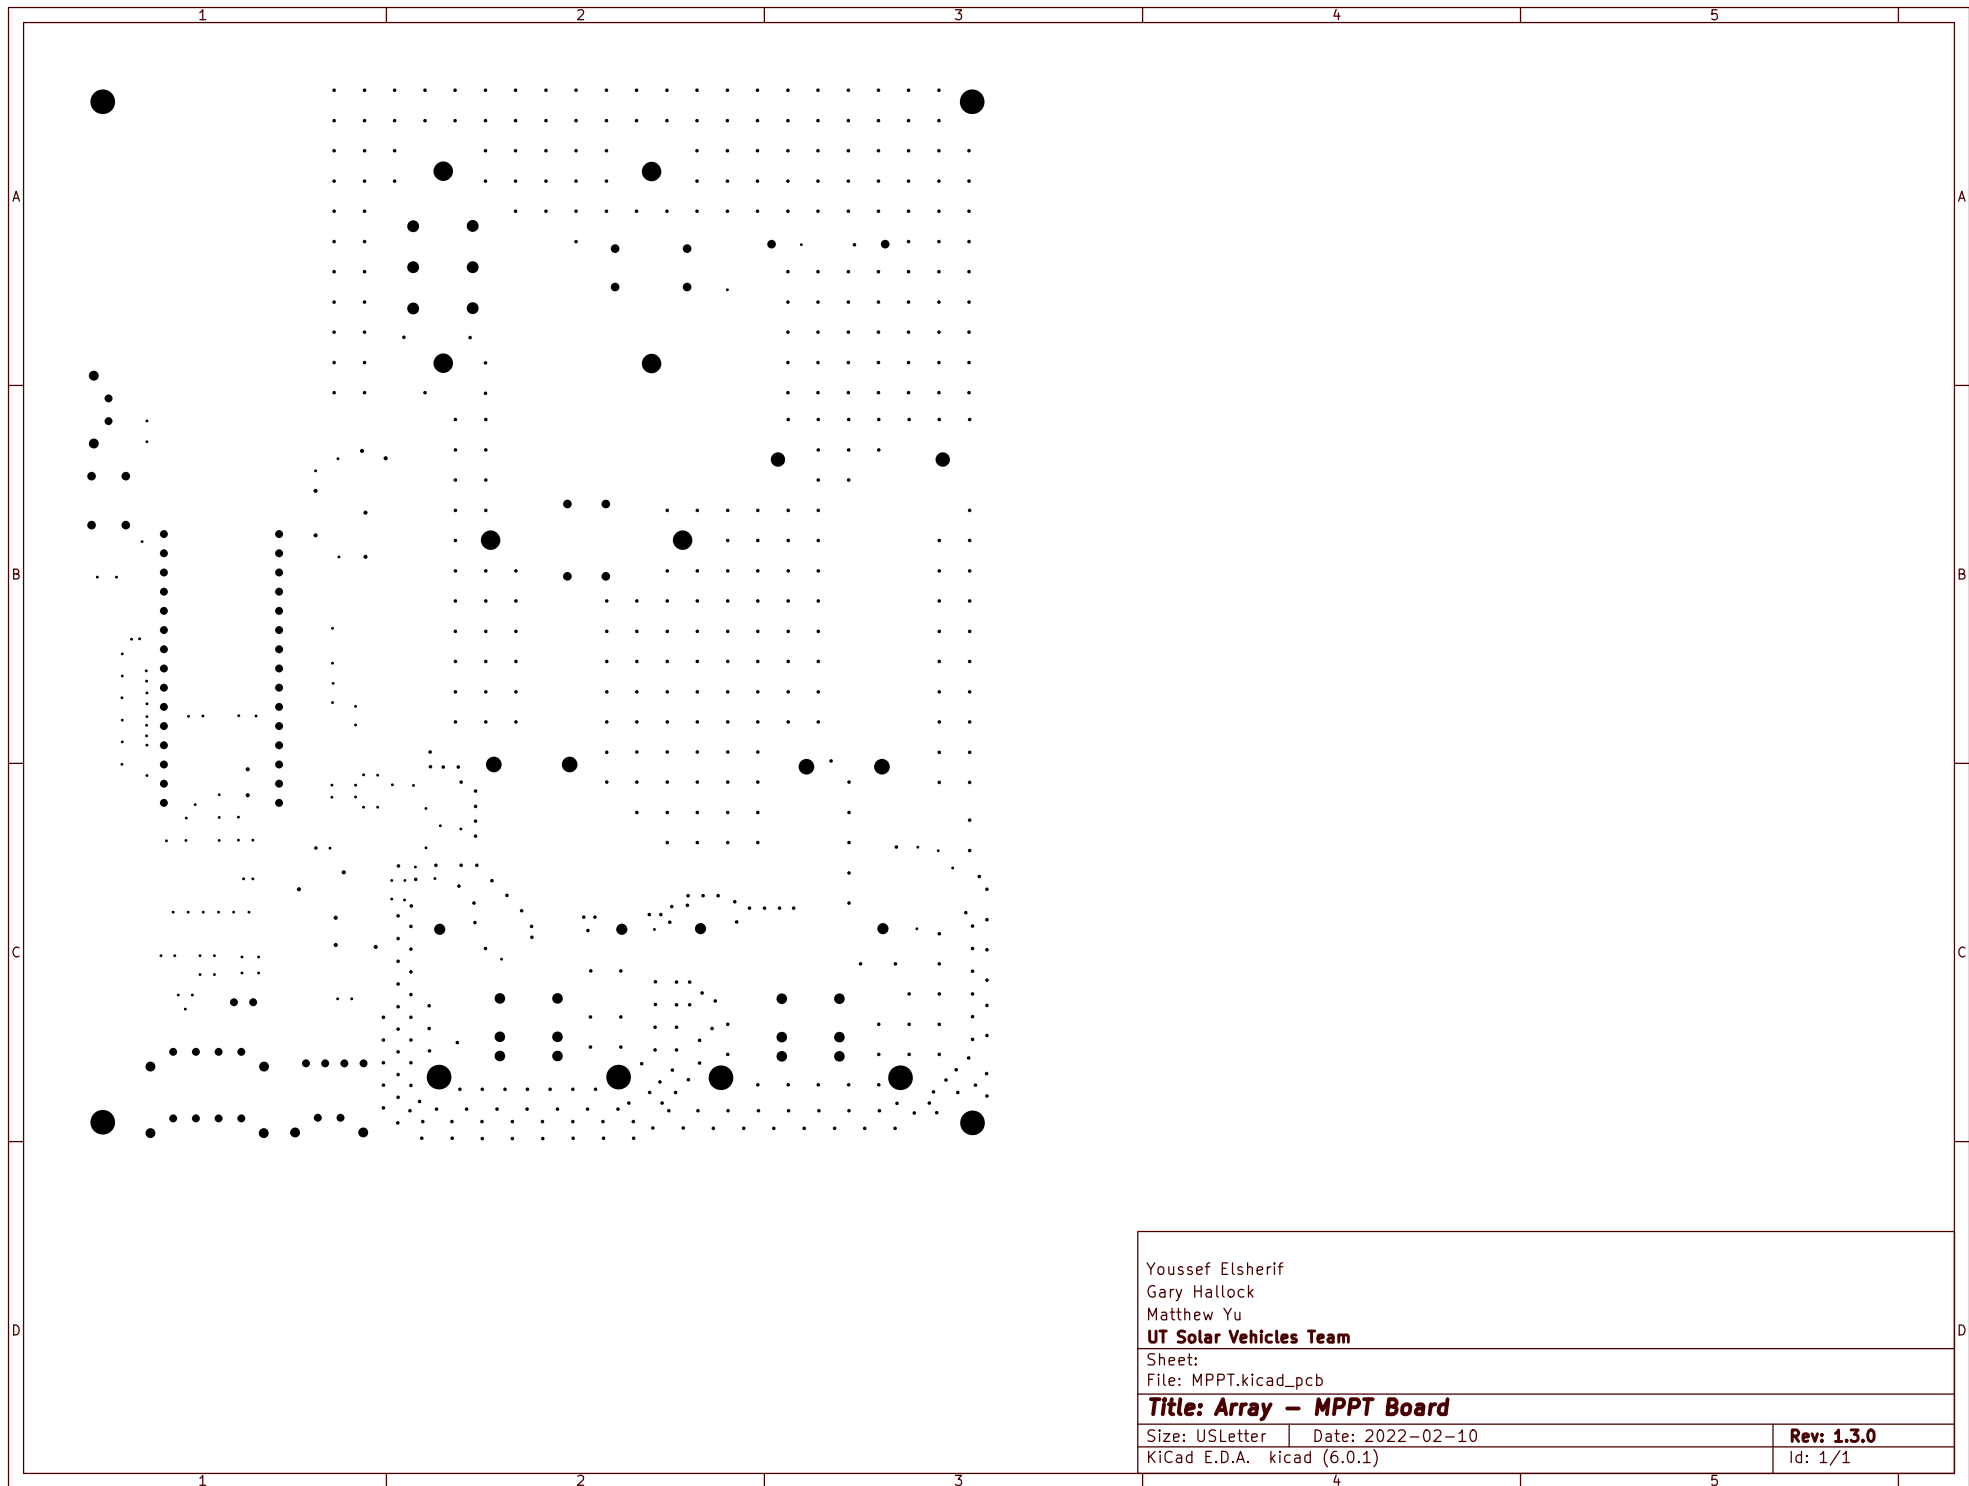 1 2 3 4 5
A A
B B
C C
D D
Youssef Elsherif
Gary Hallock
Matthew Yu
UT Solar Vehicles Team
Sheet:
File: MPPT.kicad_pcb
Title: Array – MPPT Board
Size: USLetter Date: 2022–02–10 Rev: 1.3.0
KiCad E.D.A. kicad (6.0.1) Id: 1/1
1 2 3 4 5